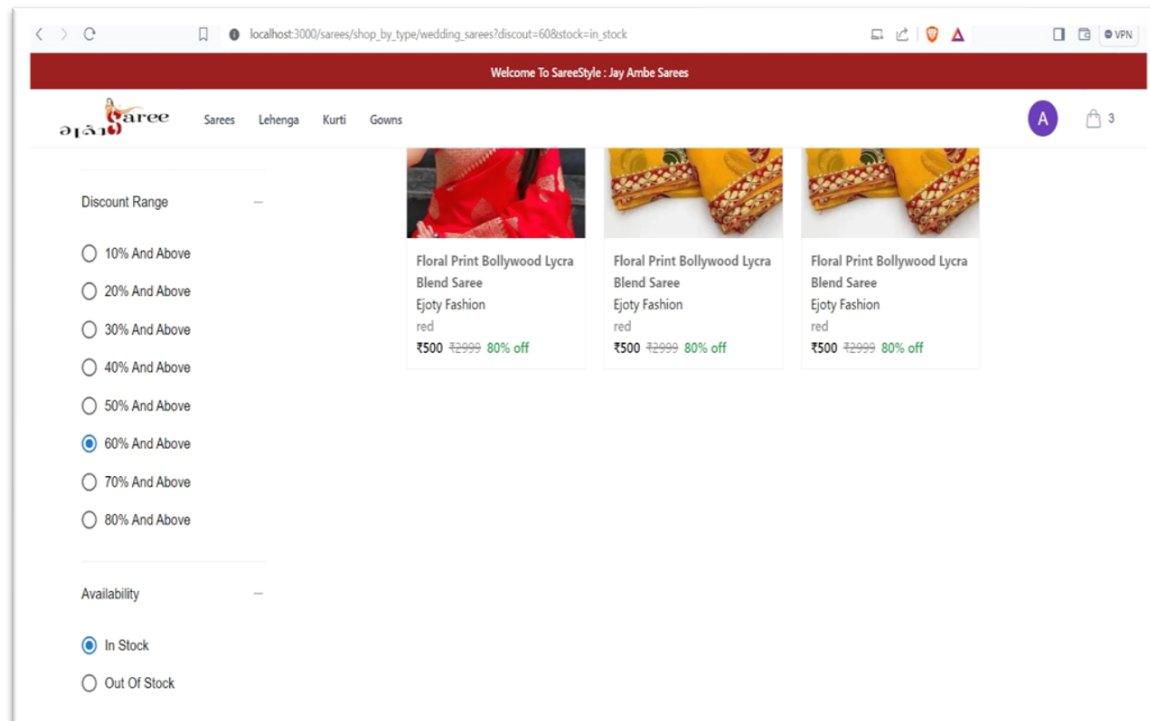 localhost:3000/sarees/shop_by_type/wedding_sarees?discout=60&stock=in_stock
VPN
Welcome To SareeStyle : Jay Ambe Sarees
Saree
Sarees Lehenga Kurti Gowns
A
3
Discount Range
10% And Above
20% And Above
30% And Above
40% And Above
50% And Above
60% And Above
70% And Above
80% And Above
Availability
In Stock
Out Of Stock
Floral Print Bollywood Lycra
Blend Saree
Ejoty Fashion
red
₹500 ₹2999 80% off
Floral Print Bollywood Lycra
Blend Saree
Ejoty Fashion
red
₹500 ₹2999 80% off
Floral Print Bollywood Lycra
Blend Saree
Ejoty Fashion
red
₹500 ₹2999 80% off